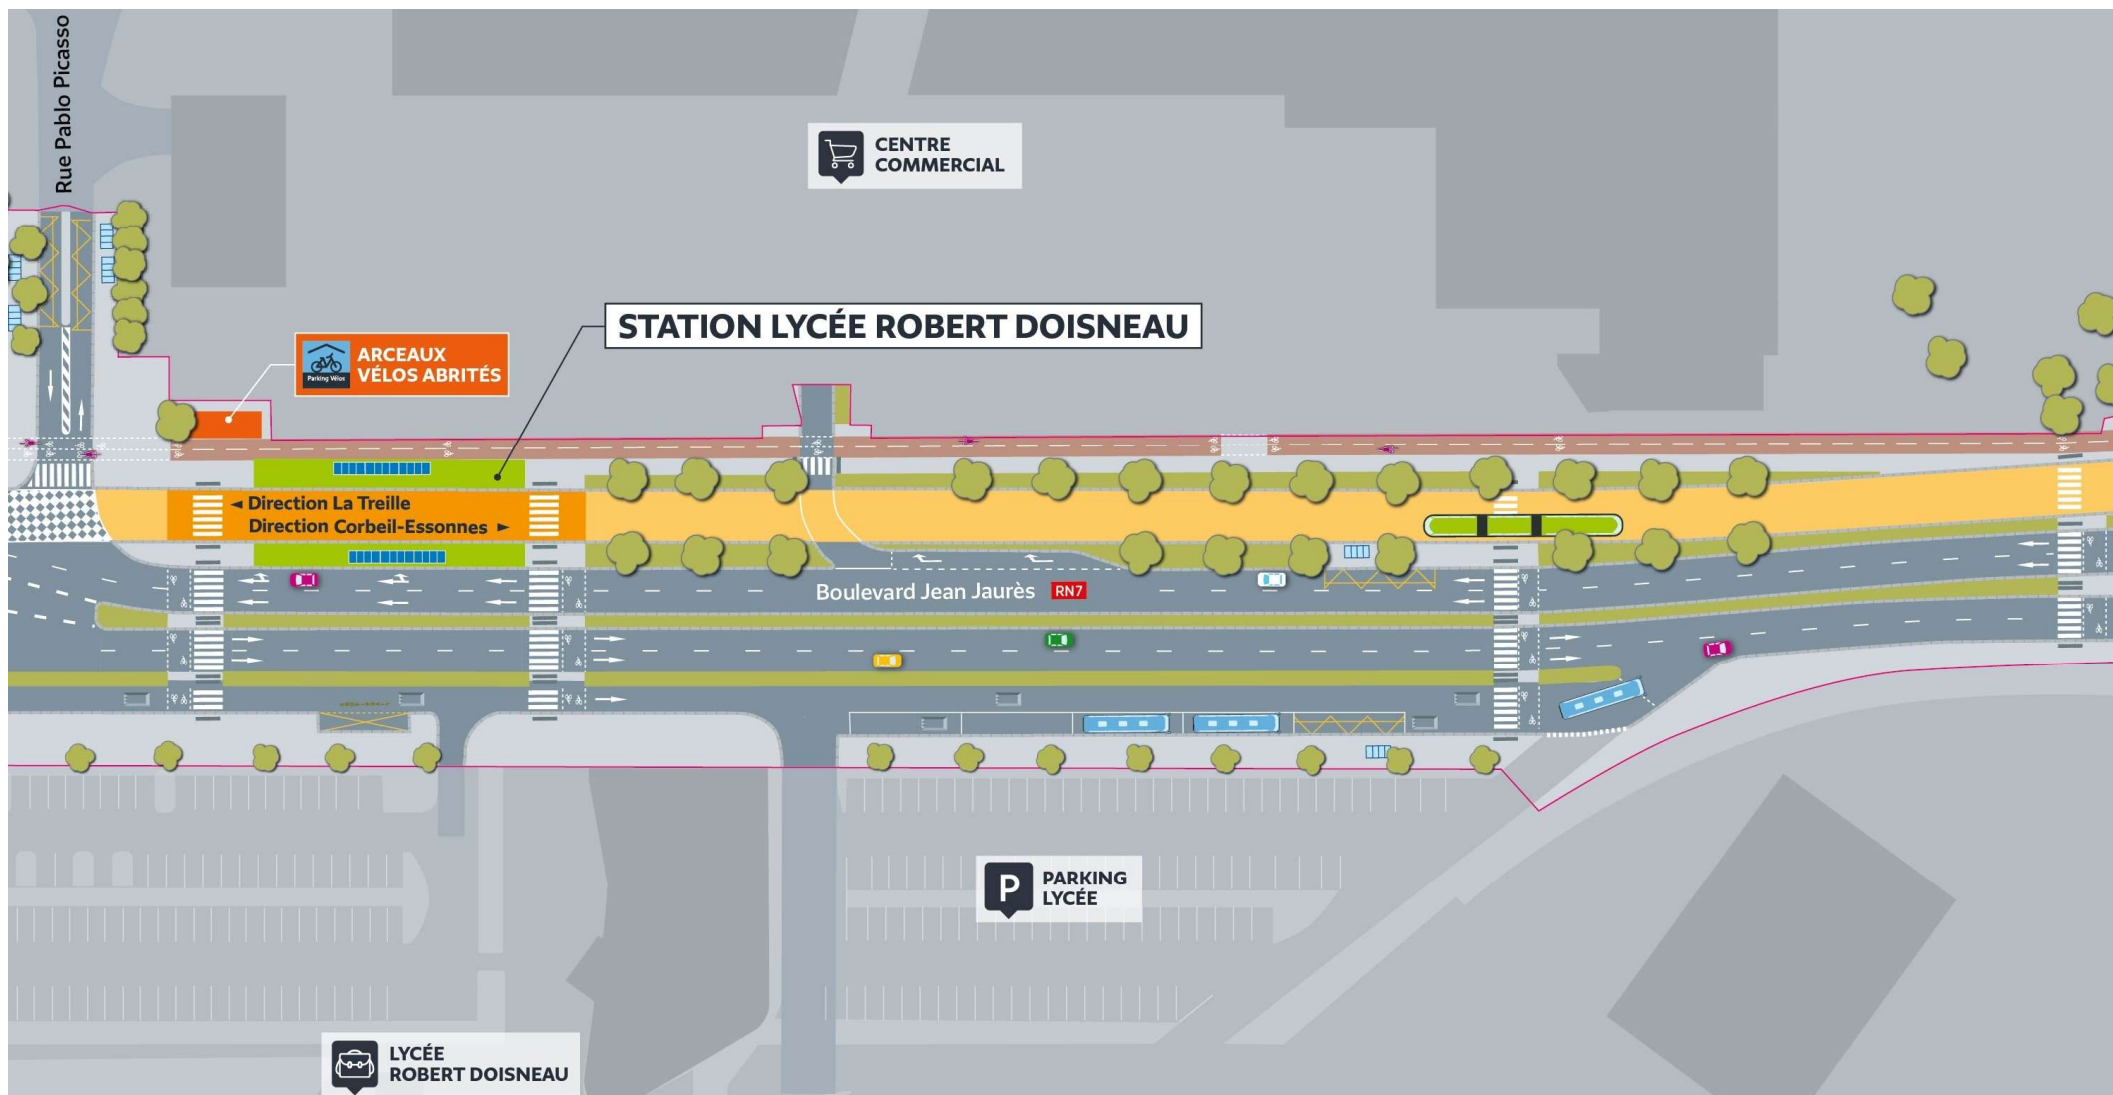 Rue Pablo Picasso
CENTRE
COMMERCIAL
STATION LYCÉE ROBERT DOISNEAU
Parking Vélos
ARCEAUX
VÉLOS ABRITÉS
◄ Direction La Treille
Direction Corbeil-Essonnes ►
Boulevard Jean Jaurès RN7
P
PARKING
LYCÉE
LYCÉE
ROBERT DOISNEAU